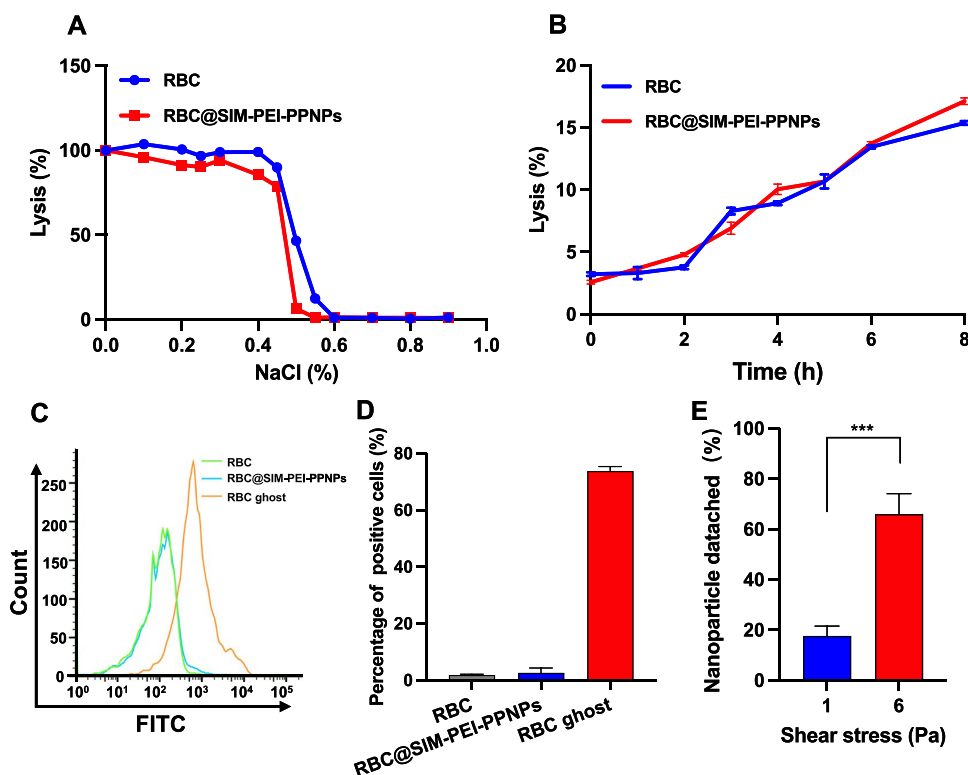 A
150
100
50
0
Lysis (%)
RBC
RBC@SIM-PEI-PPNPs
0.0 0.2 0.4 0.6 0.8 1.0
NaCl (%)
B
20
15
10
5
0
Lysis (%)
RBC
RBC@SIM-PEI-PPNPs
0 2 4 6 8
Time (h)
C
250
200
150
100
50
0
Count
RBC
RBC@SIM-PEI-PPNPs
RBC ghost
10⁰ 10¹ 10² 10³ 10⁴ 10⁵
FITC
D
80
60
40
20
0
Percentage of positive cells (%)
RBC
RBC@SIM-PEI-PPNPs
RBC ghost
E
100
80
60
40
20
0
Nanoparticle datached (%)
***
1 6
Shear stress (Pa)